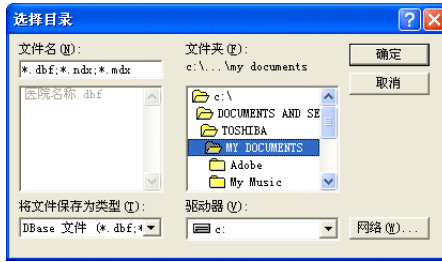 选择目录
文件名(N):
*.dbf;*.ndx;*.mdx
医院名称.dbf
文件夹(F):
c:\...\my documents
c:\
DOCUMENTS AND SE
TOSHIBA
MY DOCUMENTS
Adobe
My Music
确定
取消
将文件保存为类型(T):
DBase 文件 (*.dbf;*
驱动器(V):
c:
网络(W)...